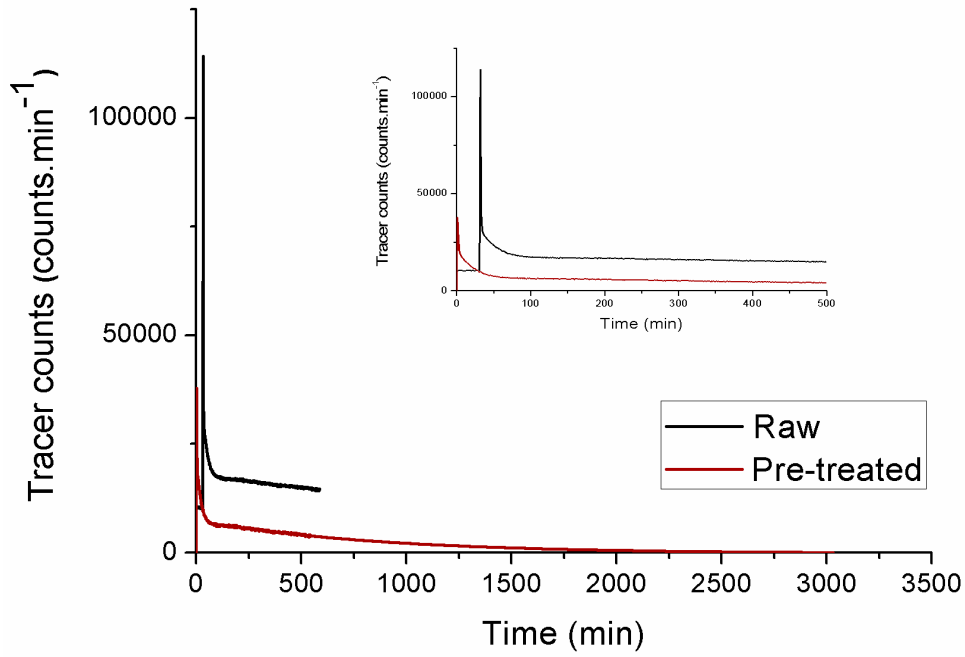 Tracer counts (counts.min-1)
100000
50000
0
0 500 1000 1500 2000 2500 3000 3500
Time (min)
Tracer counts (counts.min-1)
100000
50000
0
0 100 200 300 400 500
Time (min)
Raw
Pre-treated